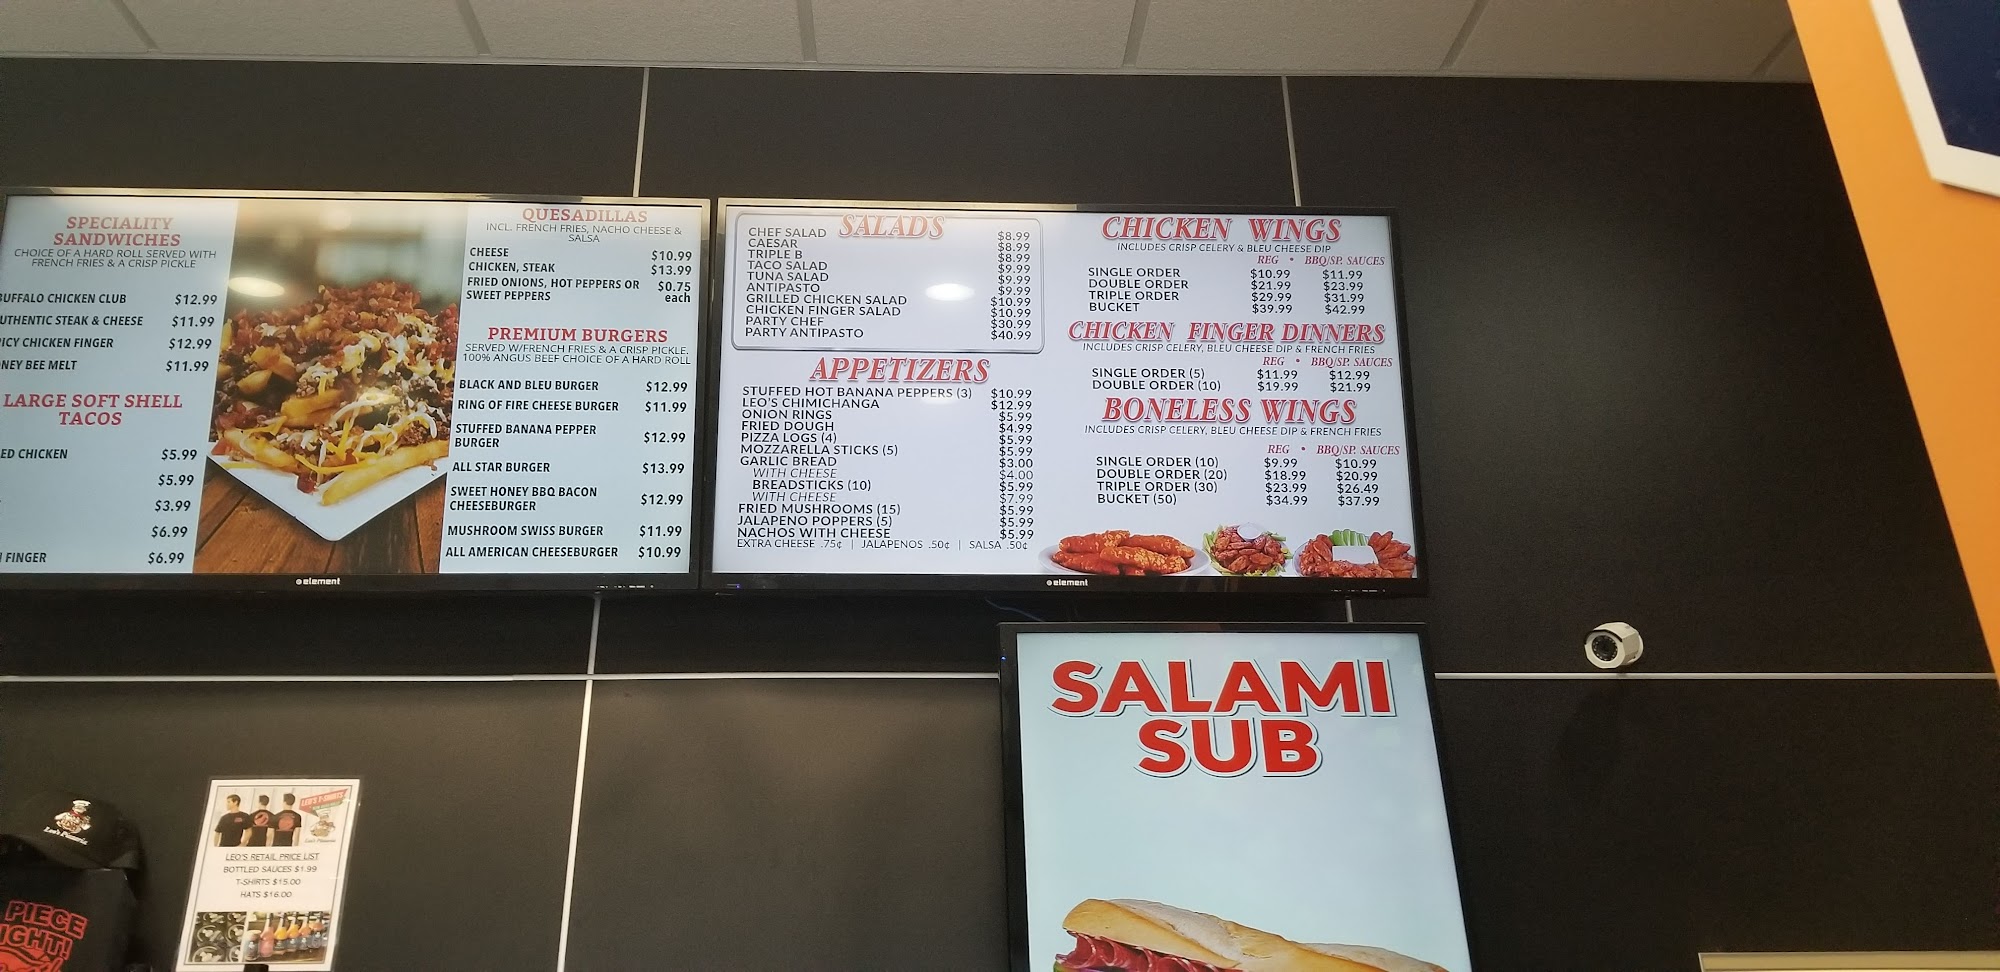 SPECIALITY
SANDWICHES
CHOICE OF A HARD ROLL SERVED WITH
FRENCH FRIES & A CRISP PICKLE
BUFFALO CHICKEN CLUB $12.99
UTHENTIC STEAK & CHEESE $11.99
ICY CHICKEN FINGER $12.99
NEY BEE MELT $11.99
LARGE SOFT SHELL
TACOS
ED CHICKEN $5.99
$5.99
$3.99
$6.99
FINGER $6.99
QUESADILLAS
INCL. FRENCH FRIES, NACHO CHEESE &
SALSA
CHEESE $10.99
CHICKEN, STEAK $13.99
FRIED ONIONS, HOT PEPPERS OR $0.75
SWEET PEPPERS each
PREMIUM BURGERS
SERVED W/FRENCH FRIES & A CRISP PICKLE.
100% ANGUS BEEF CHOICE OF A HARD ROLL
BLACK AND BLEU BURGER $12.99
RING OF FIRE CHEESE BURGER $11.99
STUFFED BANANA PEPPER
BURGER $12.99
ALL STAR BURGER $13.99
SWEET HONEY BBQ BACON
CHEESEBURGER $12.99
MUSHROOM SWISS BURGER $11.99
ALL AMERICAN CHEESEBURGER $10.99
element
SALADS
CHEF SALAD $8.99
CAESAR $8.99
TRIPLE B $8.99
TACO SALAD $9.99
TUNA SALAD $9.99
ANTIPASTO $9.99
GRILLED CHICKEN SALAD $10.99
CHICKEN FINGER SALAD $10.99
PARTY CHEF $30.99
PARTY ANTIPASTO $40.99
APPETIZERS
STUFFED HOT BANANA PEPPERS (3) $10.99
LEO'S CHIMICHANGA $12.99
ONION RINGS $5.99
FRIED DOUGH $4.99
PIZZA LOGS (4) $5.99
MOZZARELLA STICKS (5) $5.99
GARLIC BREAD $3.00
WITH CHEESE $4.00
BREADSTICKS (10) $5.99
WITH CHEESE $7.99
FRIED MUSHROOMS (15) $5.99
JALAPENO POPPERS (5) $5.99
NACHOS WITH CHEESE $5.99
EXTRA CHEESE .75¢ | JALAPENOS .50¢ | SALSA .50¢
CHICKEN WINGS
INCLUDES CRISP CELERY & BLEU CHEESE DIP
REG • BBQ/SP. SAUCES
SINGLE ORDER $10.99 $11.99
DOUBLE ORDER $21.99 $23.99
TRIPLE ORDER $29.99 $31.99
BUCKET $39.99 $42.99
CHICKEN FINGER DINNERS
INCLUDES CRISP CELERY, BLEU CHEESE DIP & FRENCH FRIES
REG • BBQ/SP. SAUCES
SINGLE ORDER (5) $11.99 $12.99
DOUBLE ORDER (10) $19.99 $21.99
BONELESS WINGS
INCLUDES CRISP CELERY, BLEU CHEESE DIP & FRENCH FRIES
REG • BBQ/SP. SAUCES
SINGLE ORDER (10) $9.99 $10.99
DOUBLE ORDER (20) $18.99 $20.99
TRIPLE ORDER (30) $23.99 $26.49
BUCKET (50) $34.99 $37.99
element
SALAMI
SUB
Leo's Pizzeria
PIECE
IGHT!
LEO'S T-SHIRTS
Leo's Pizzeria
LEO'S RETAIL PRICE LIST
BOTTLED SAUCES $1.99
T-SHIRTS $15.00
HATS $16.00